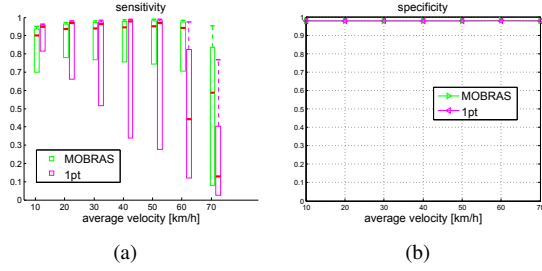 sensitivity
1
0.9
0.8
0.7
0.6
0.5
0.4
0.3
0.2
0.1
0
MOBRAS
1pt
10 20 30 40 50 60 70
average velocity [km/h]
(a)
specificity
1
0.9
0.8
0.7
0.6
0.5
0.4
0.3
0.2
0.1
0
MOBRAS
1pt
10 20 30 40 50 60 70
average velocity [km/h]
(b)